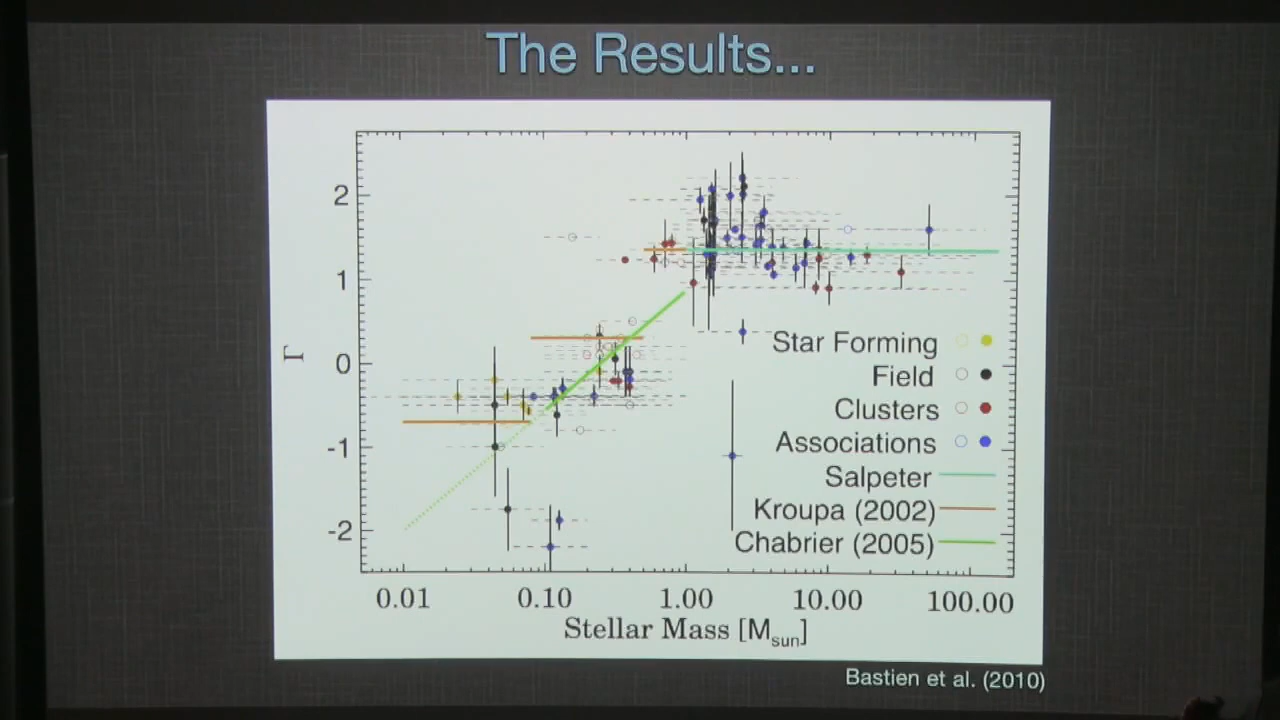 The Results...
2
1
0
-1
-2
Γ
Star Forming
Field
Clusters
Associations
Salpeter
Kroupa (2002)
Chabrier (2005)
0.01 0.10 1.00 10.00 100.00
Stellar Mass [Msun]
Bastien et al. (2010)